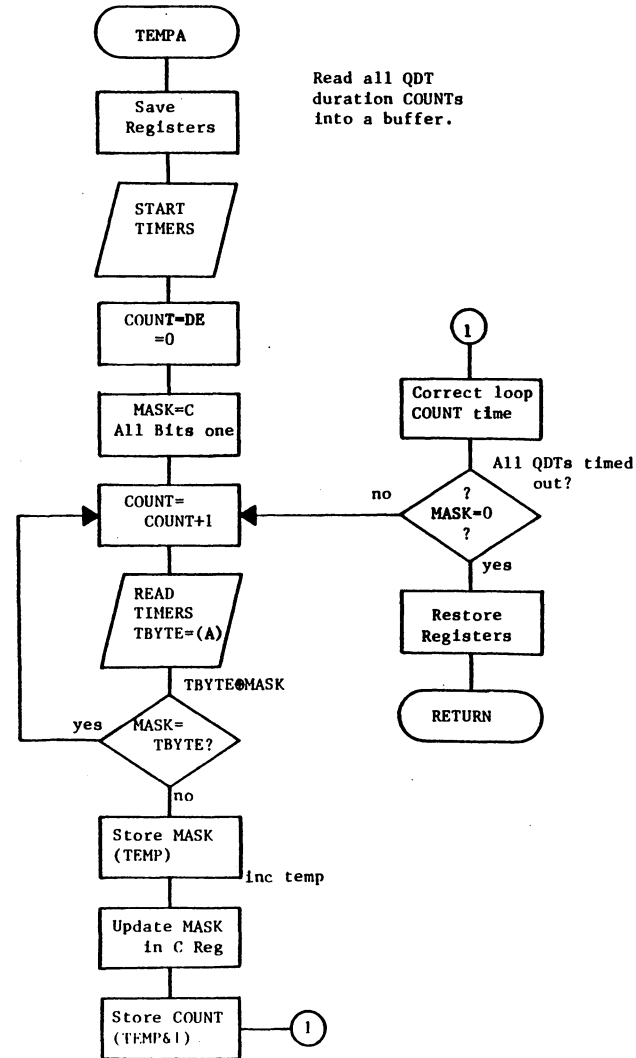 TEMPA
Read all QDT
duration COUNTs
into a buffer.
Save
Registers
START
TIMERS
COUNT=DE
=0
MASK=C
All Bits one
COUNT=
COUNT+1
READ
TIMERS
TBYTE=(A)
TBYTE⊕MASK
yes
MASK=
TBYTE?
no
Store MASK
(TEMP)
inc temp
Update MASK
in C Reg
Store COUNT
(TEMP&1)
1
1
Correct loop
COUNT time
All QDTs timed
out?
no
?
MASK=0
?
yes
Restore
Registers
RETURN